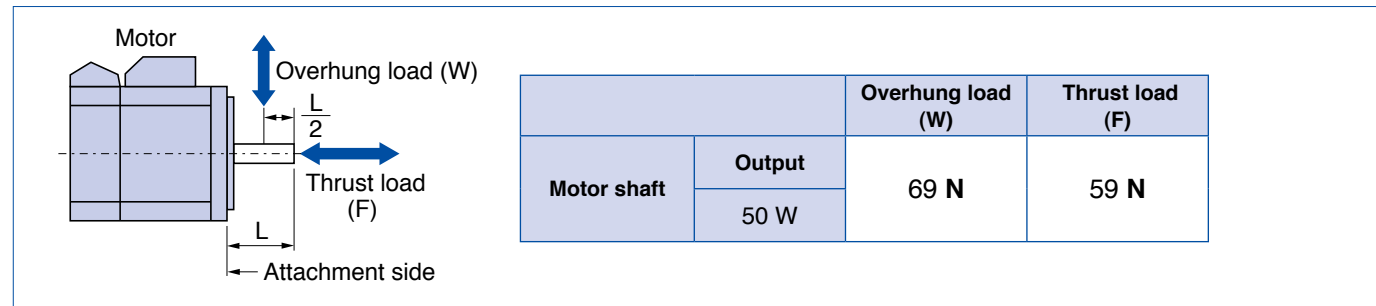 Motor
Overhung load (W)
L
2
Thrust load
(F)
L
Attachment side
Overhung load
(W)
Thrust load
(F)
Motor shaft
Output
50 W
69 N
59 N